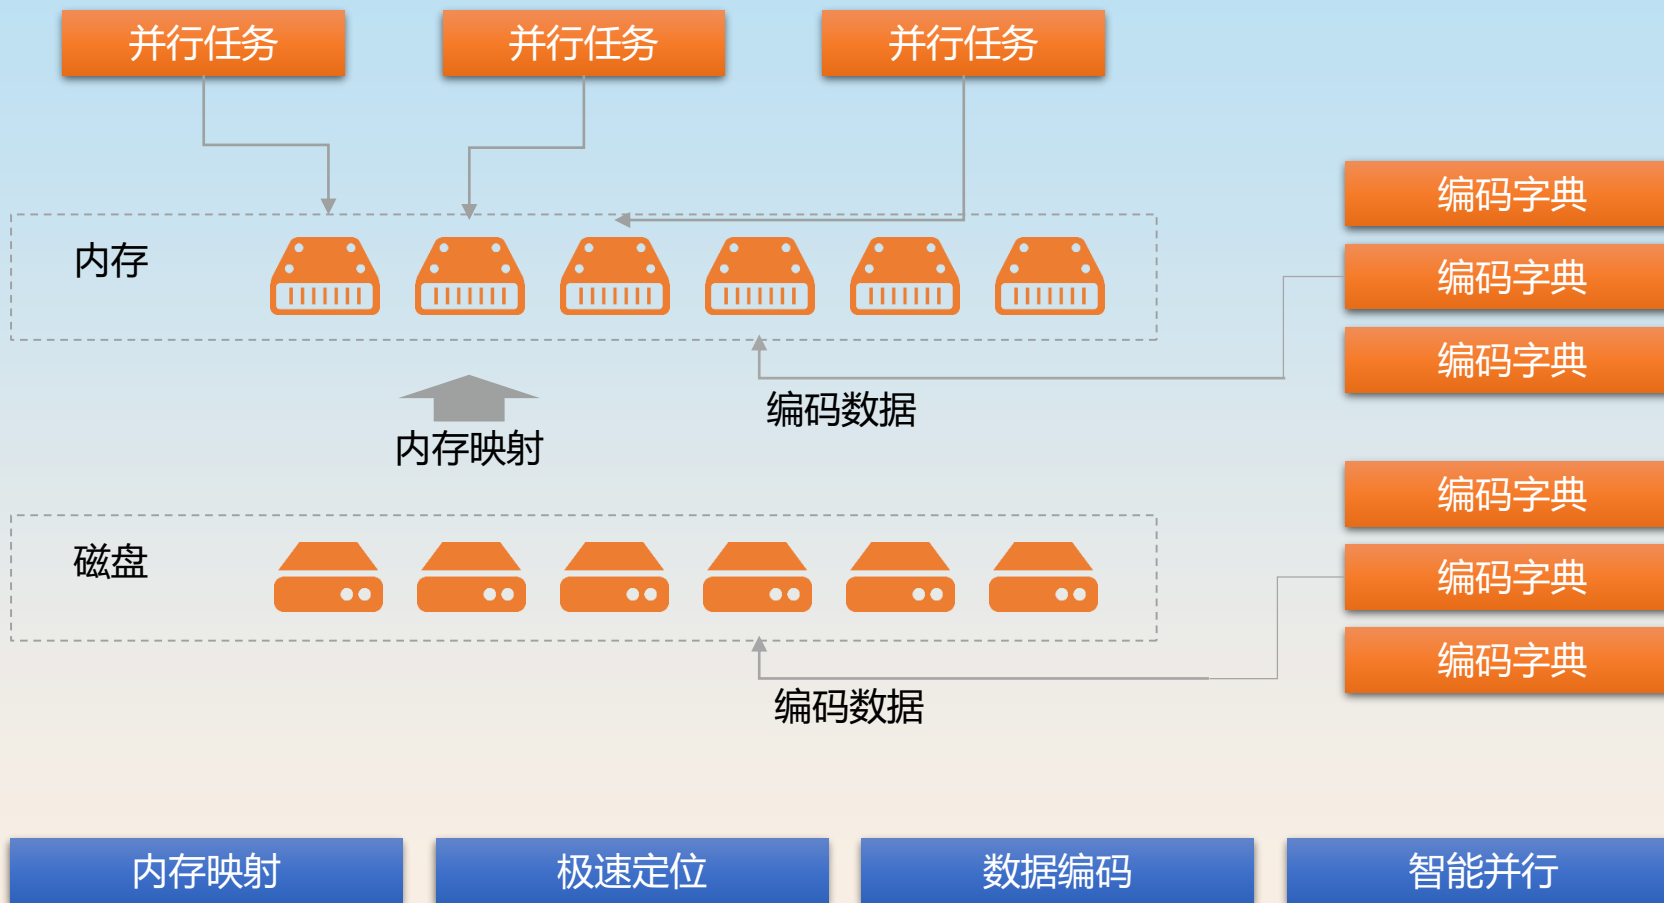 并行任务
并行任务
并行任务
内存
编码字典
编码字典
编码字典
编码数据
内存映射
磁盘
编码字典
编码字典
编码字典
编码数据
内存映射
极速定位
数据编码
智能并行